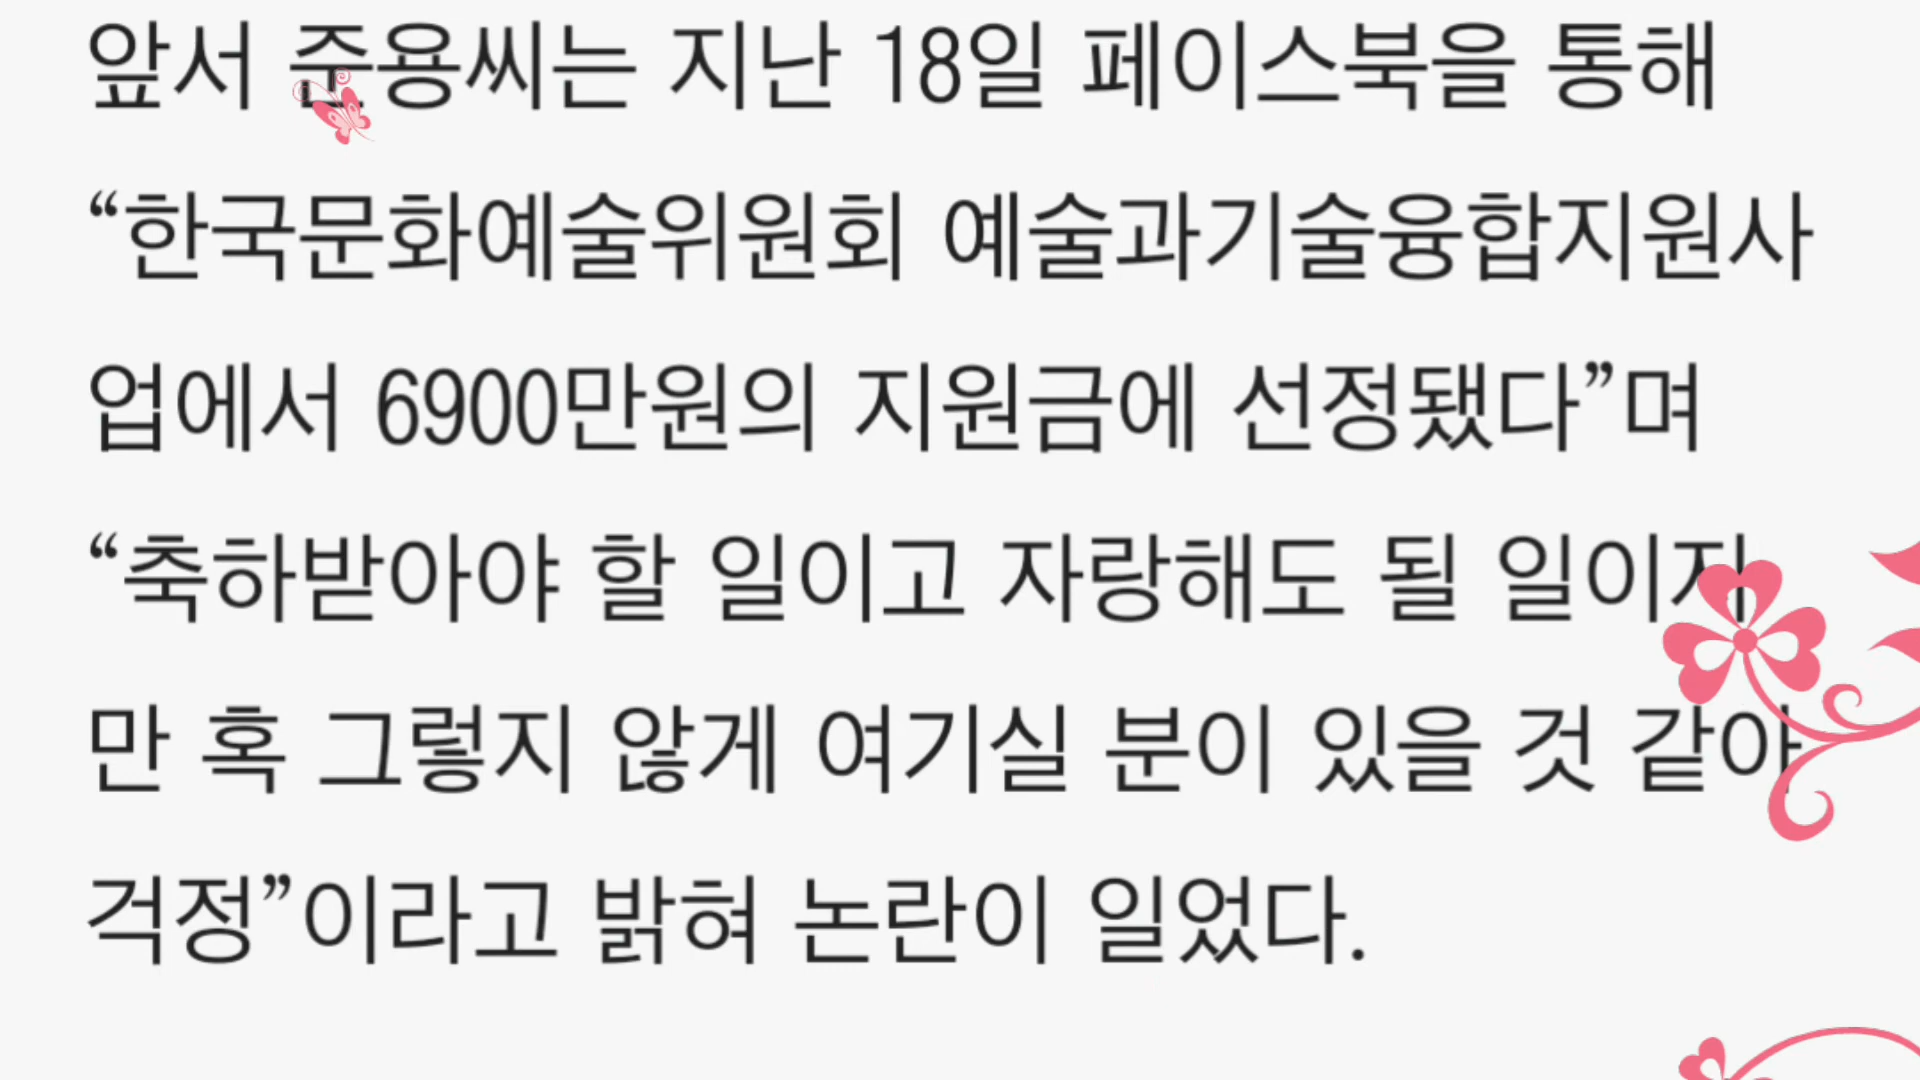 앞서 주용씨는 지난 18일 페이스북을 통해
“한국문화예술위원회 예술과기술융합지원사
업에서 6900만원의 지원금에 선정됐다”며
“축하받아야 할 일이고 자랑해도 될 일이지
만 혹 그렇지 않게 여기실 분이 있을 것 같아
걱정”이라고 밝혀 논란이 일었다.